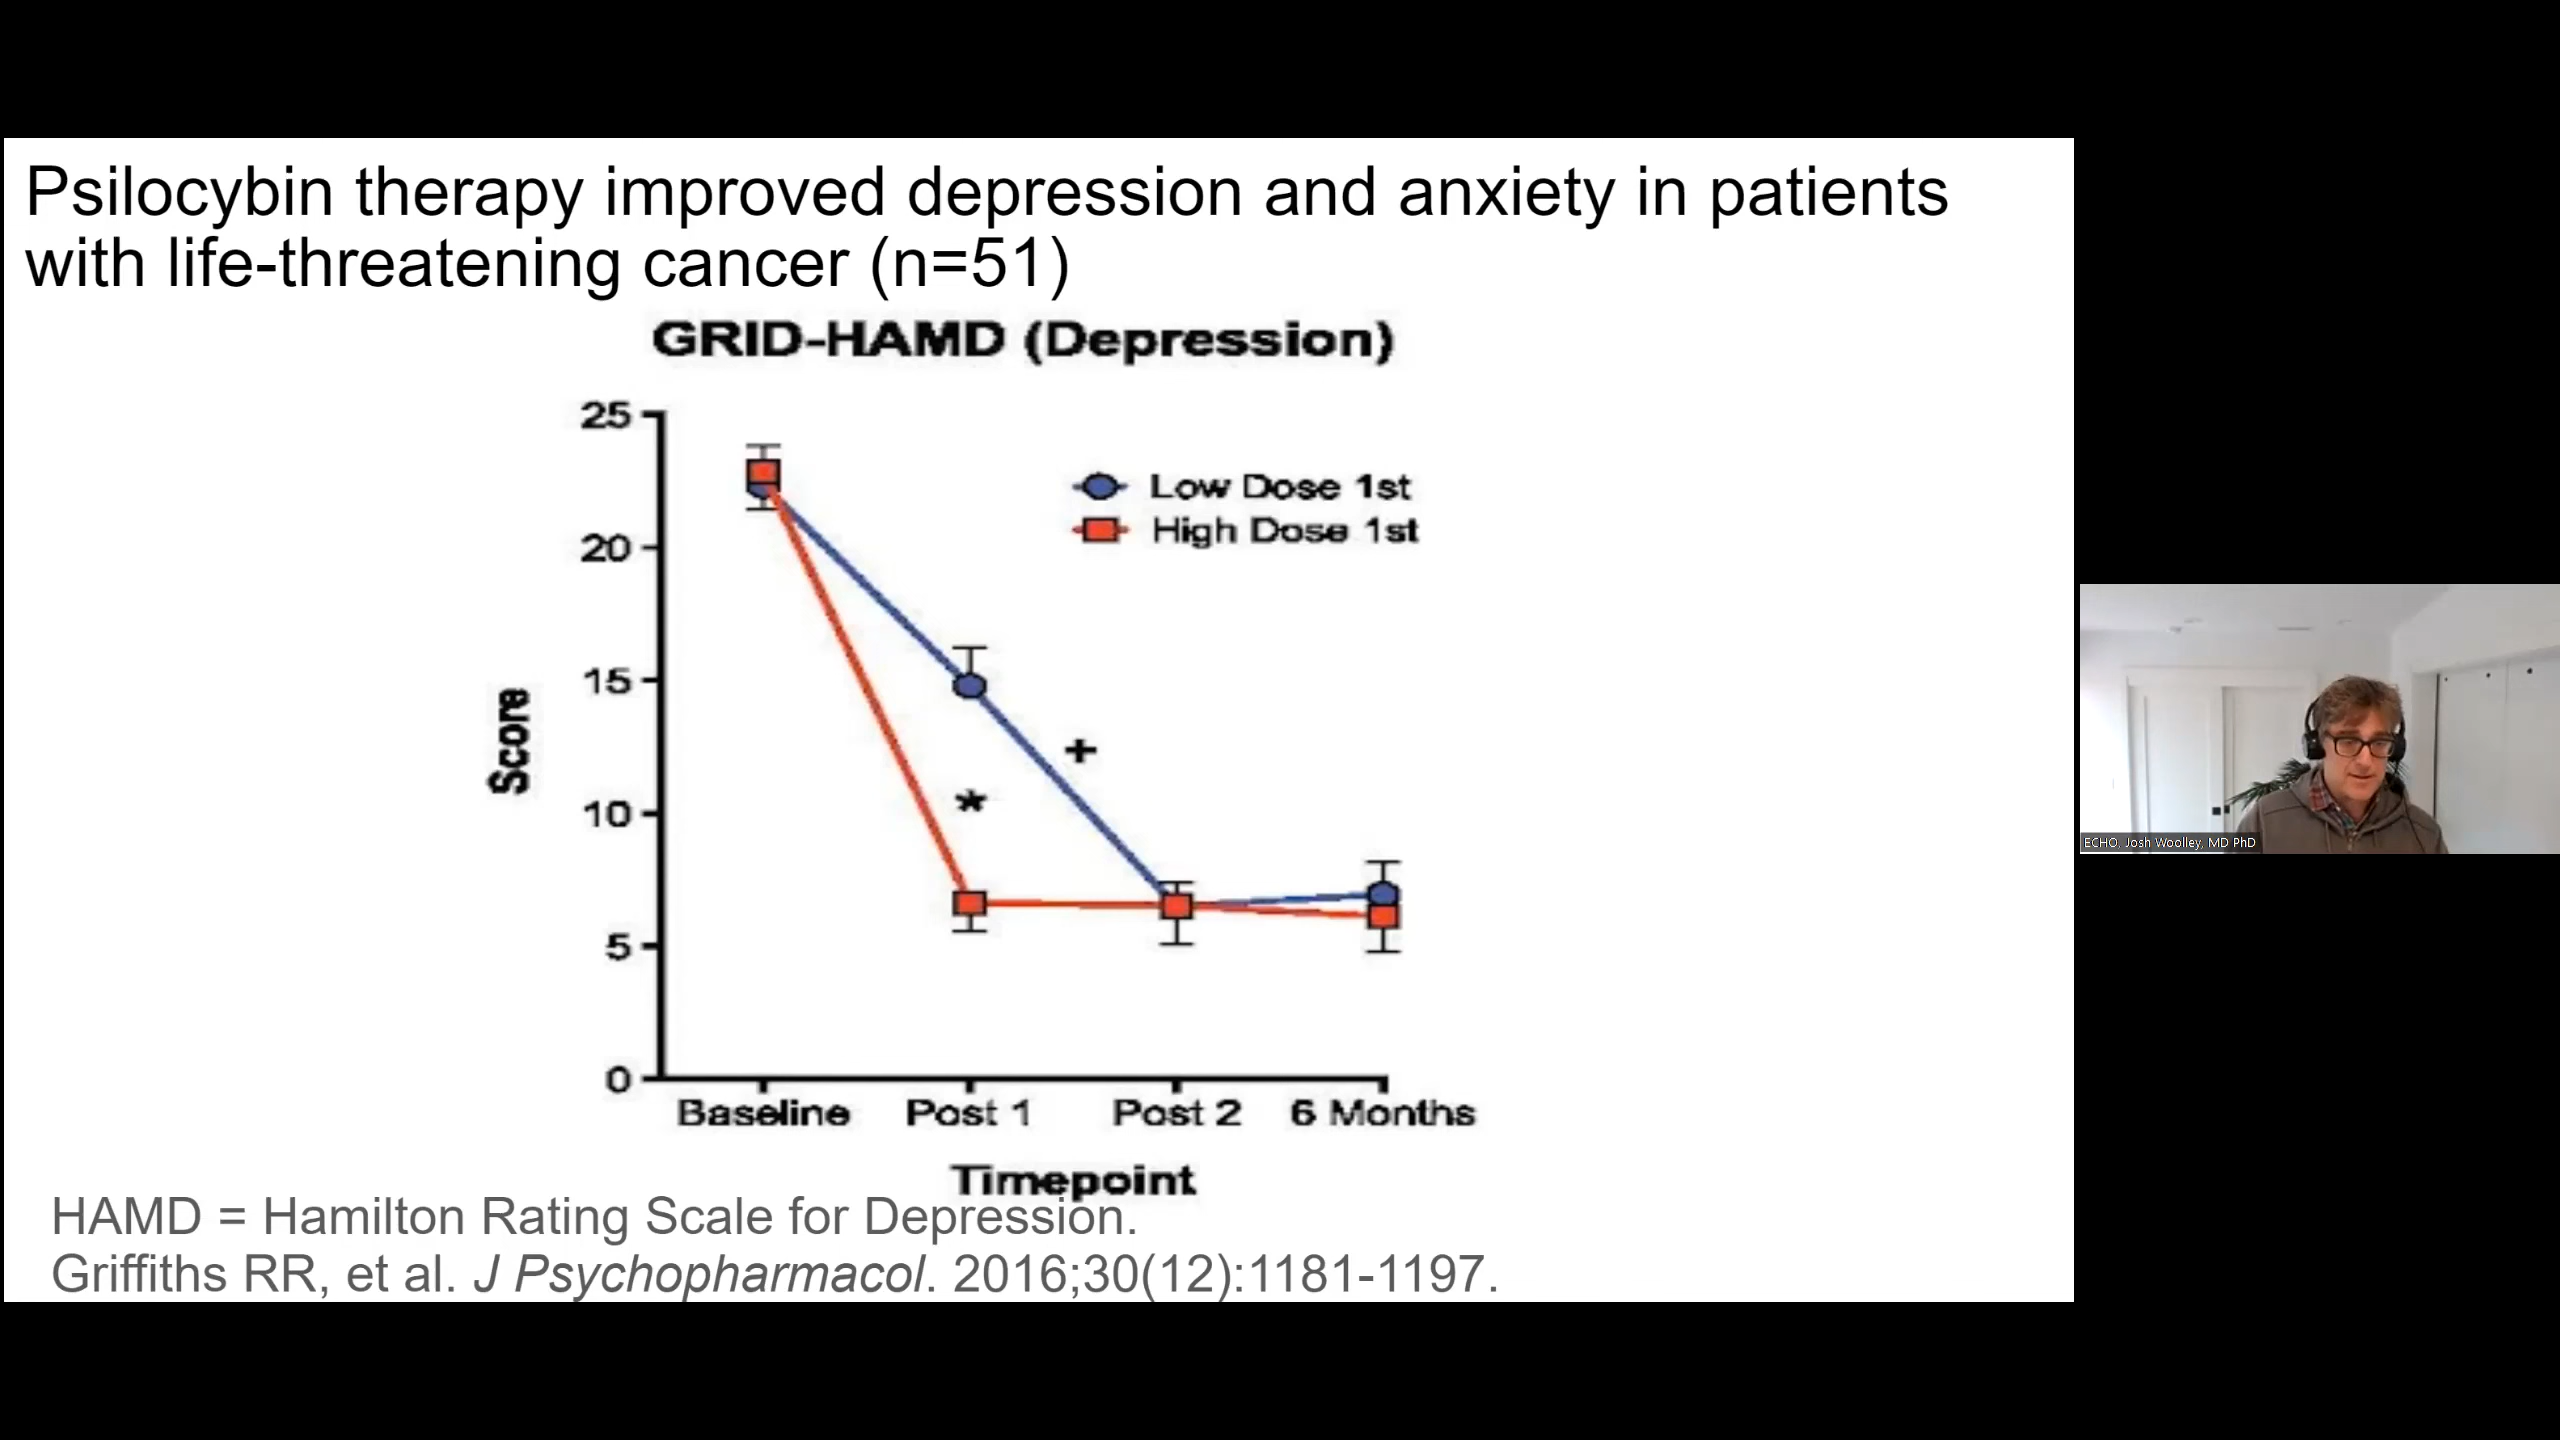 Psilocybin therapy improved depression and anxiety in patients
with life-threatening cancer (n=51)
GRID-HAMD (Depression)
25
20
15
10
5
0
Score
Low Dose 1st
High Dose 1st
+
*
Baseline Post 1 Post 2 6 Months
Timepoint
HAMD = Hamilton Rating Scale for Depression.
Griffiths RR, et al. J Psychopharmacol. 2016;30(12):1181-1197.
ECHO, Josh Woolley, MD PhD